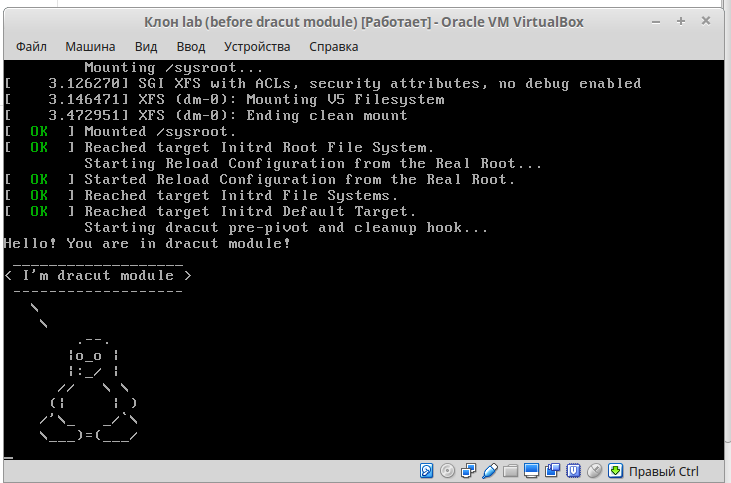 Клон lab (before dracut module) [Работает] - Oracle VM VirtualBox
Файл Машина Вид Ввод Устройства Справка
Mounting /sysroot...
[    3.126270] SGI XFS with ACLs, security attributes, no debug enabled
[    3.146471] XFS (dm-0): Mounting V5 Filesystem
[    3.472951] XFS (dm-0): Ending clean mount
[  OK  ] Mounted /sysroot.
[  OK  ] Reached target Initrd Root File System.
         Starting Reload Configuration from the Real Root...
[  OK  ] Started Reload Configuration from the Real Root.
[  OK  ] Reached target Initrd File Systems.
[  OK  ] Reached target Initrd Default Target.
         Starting dracut pre-pivot and cleanup hook...
Hello! You are in dracut module!
 ___________________
< I'm dracut module >
 -------------------
   \
    \
        .--.
       |o_o |
       |:_/ |
      //   \ \
     (|     | )
    /'\_   _/`\
    \___)=(___/
Правый Ctrl